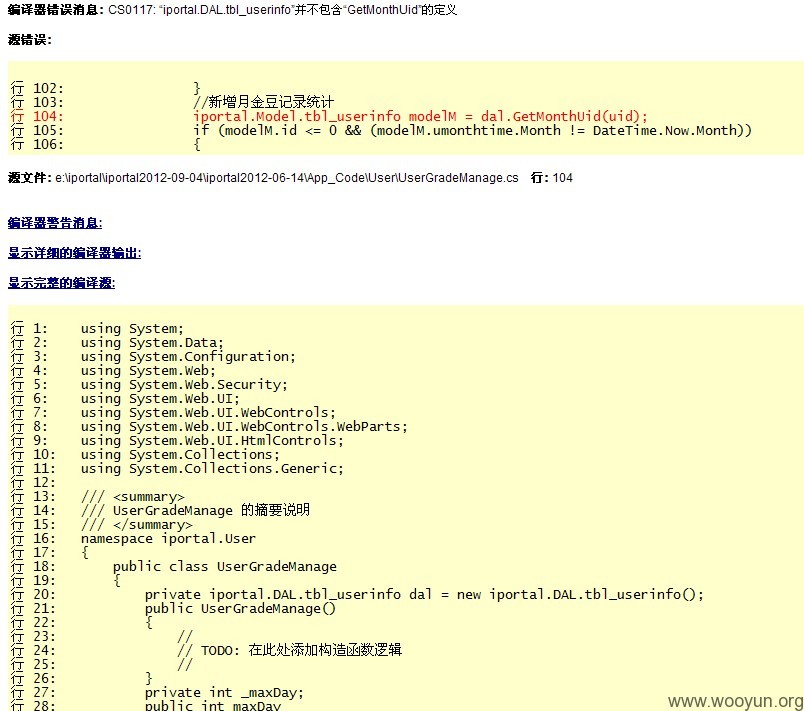 编译器错误消息: CS0117: “iportal.DAL.tbl_userinfo”并不包含“GetMonthUid”的定义
源错误:
行 102:                }
行 103:                //新增月金豆记录统计
行 104:                iportal.Model.tbl_userinfo modelM = dal.GetMonthUid(uid);
行 105:                if (modelM.id <= 0 && (modelM.umonthtime.Month != DateTime.Now.Month))
行 106:                {
源文件: e:\iportal\iportal2012-09-04\iportal2012-06-14\App_Code\User\UserGradeManage.cs    行: 104
编译器警告消息:
显示详细的编译器输出:
显示完整的编译源:
行 1:    using System;
行 2:    using System.Data;
行 3:    using System.Configuration;
行 4:    using System.Web;
行 5:    using System.Web.Security;
行 6:    using System.Web.UI;
行 7:    using System.Web.UI.WebControls;
行 8:    using System.Web.UI.WebControls.WebParts;
行 9:    using System.Web.UI.HtmlControls;
行 10:   using System.Collections;
行 11:   using System.Collections.Generic;
行 12:
行 13:   /// <summary>
行 14:   /// UserGradeManage 的摘要说明
行 15:   /// </summary>
行 16:   namespace iportal.User
行 17:   {
行 18:       public class UserGradeManage
行 19:       {
行 20:           private iportal.DAL.tbl_userinfo dal = new iportal.DAL.tbl_userinfo();
行 21:           public UserGradeManage()
行 22:           {
行 23:               //
行 24:               // TODO: 在此处添加构造函数逻辑
行 25:               //
行 26:           }
行 27:           private int _maxDay;
行 28:           public int maxDay
www.wooyun.org